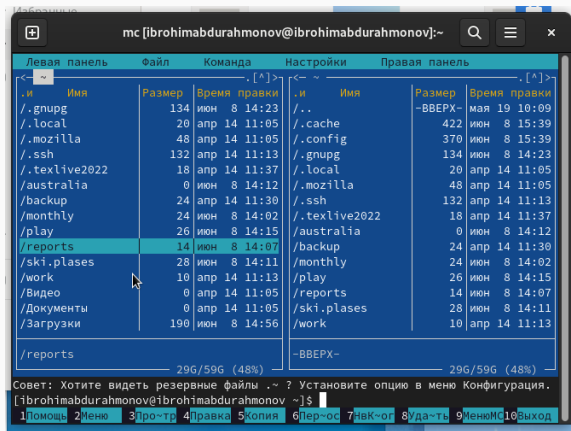 Избранные
mc [ibrohimabdurahmonov@ibrohimabdurahmonov]:~
Левая панель Файл Команда Настройки Правая панель
<─ ~ .[^]> <─ ~ .[^]>
.и Имя Размер Время правки .и Имя Размер Время правки
/.gnupg 134 июн 8 14:23 /.. -ВВЕРХ- мая 19 10:09
/.local 20 апр 14 11:05 /.cache 422 июн 8 15:39
/.mozilla 48 апр 14 11:05 /.config 370 июн 8 15:39
/.ssh 132 апр 14 11:13 /.gnupg 134 июн 8 14:23
/.texlive2022 18 апр 14 11:37 /.local 20 апр 14 11:05
/australia 0 июн 8 14:12 /.mozilla 48 апр 14 11:05
/backup 24 апр 14 11:30 /.ssh 132 апр 14 11:13
/monthly 24 июн 8 14:02 /.texlive2022 18 апр 14 11:37
/play 26 июн 8 14:15 /australia 0 июн 8 14:12
/reports 14 июн 8 14:07 /backup 24 апр 14 11:30
/ski.plases 28 июн 8 14:11 /monthly 24 июн 8 14:02
/work 10 апр 14 11:13 /play 26 июн 8 14:15
/Видео 0 апр 14 11:05 /reports 14 июн 8 14:07
/Документы 0 апр 14 11:05 /ski.plases 28 июн 8 14:11
/Загрузки 190 июн 8 14:56 /work 10 апр 14 11:13
/reports -ВВЕРХ-
29G/59G (48%) 29G/59G (48%)
Совет: Хотите видеть резервные файлы .~ ? Установите опцию в меню Конфигурация.
[ibrohimabdurahmonov@ibrohimabdurahmonov ~]$
1Помощь 2Меню 3Про~тр 4Правка 5Копия 6Пер~ос 7НвК~ог 8Уда~ть 9МенюMC 10Выход